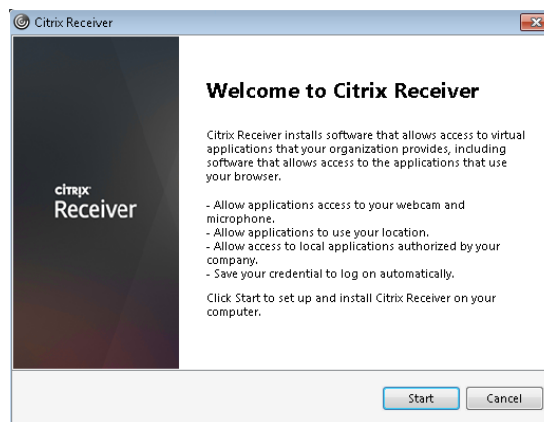 Citrix Receiver
Welcome to Citrix Receiver
Citrix Receiver installs software that allows access to virtual
applications that your organization provides, including
software that allows access to the applications that use
your browser.
- Allow applications access to your webcam and
microphone.
- Allow applications to use your location.
- Allow access to local applications authorized by your
company.
- Save your credential to log on automatically.
Click Start to set up and install Citrix Receiver on your
computer.
CITRIX
Receiver
Start
Cancel